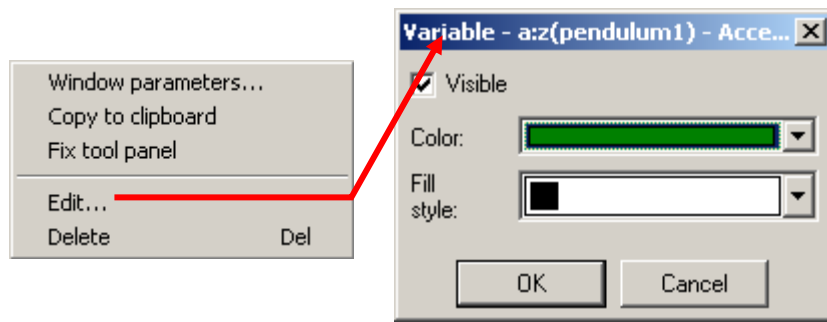 Window parameters...
Copy to clipboard
Fix tool panel
Edit...
Delete Del
Variable - a:z(pendulum1) - Acce...
Visible
Color:
Fill
style:
OK Cancel